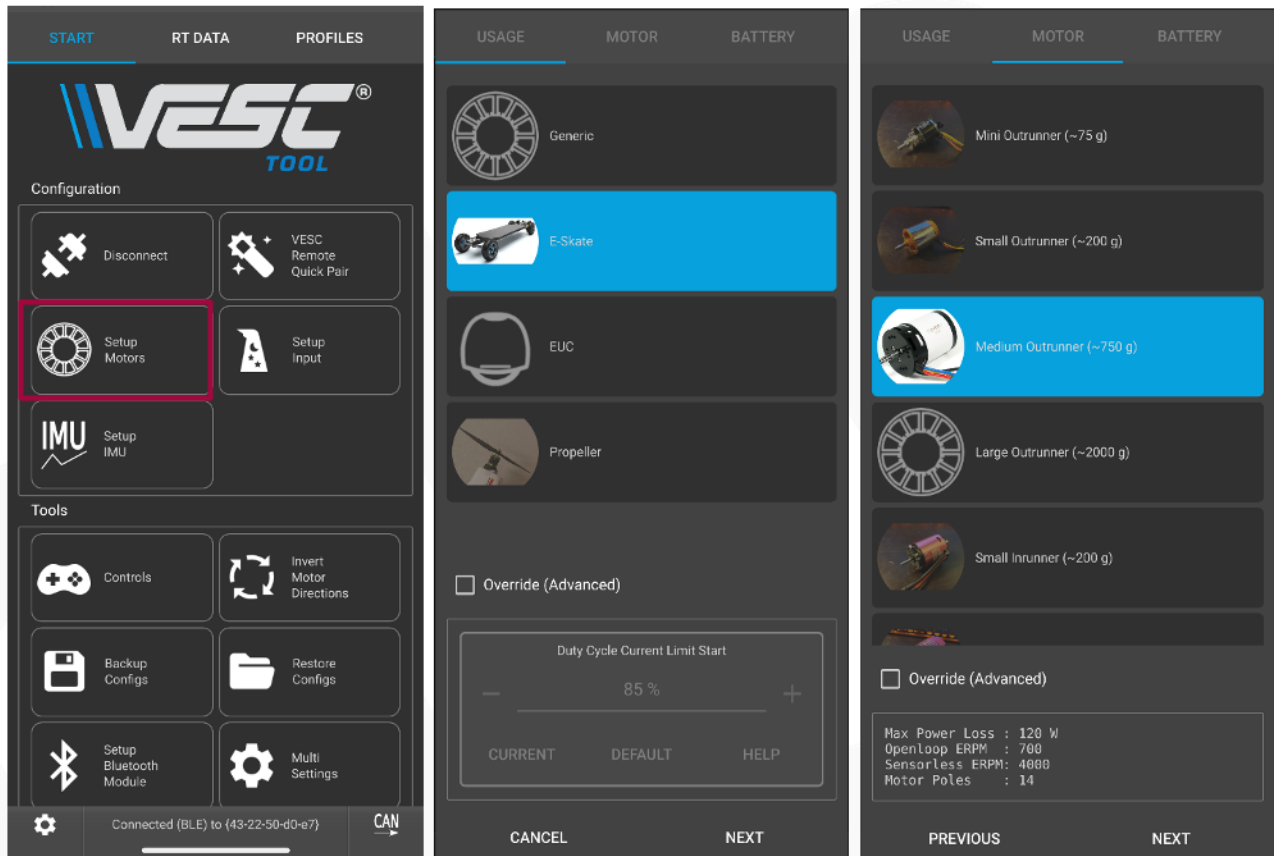 START RT DATA PROFILES
VESC®
TOOL
Configuration
Disconnect
VESC
Remote
Quick Pair
Setup
Motors
Setup
Input
IMU
Setup
IMU
Tools
Controls
Invert
Motor
Directions
Backup
Configs
Restore
Configs
Setup
Bluetooth
Module
Multi
Settings
Connected (BLE) to {43-22-50-d0-e7}
CAN
USAGE MOTOR BATTERY
Generic
E-Skate
EUC
Propeller
Override (Advanced)
Duty Cycle Current Limit Start
— 85 % +
CURRENT DEFAULT HELP
CANCEL NEXT
USAGE MOTOR BATTERY
Mini Outrunner (~75 g)
Small Outrunner (~200 g)
Medium Outrunner (~750 g)
Large Outrunner (~2000 g)
Small Inrunner (~200 g)
Override (Advanced)
Max Power Loss : 120 W
Openloop ERPM : 700
Sensorless ERPM: 4000
Motor Poles : 14
PREVIOUS NEXT